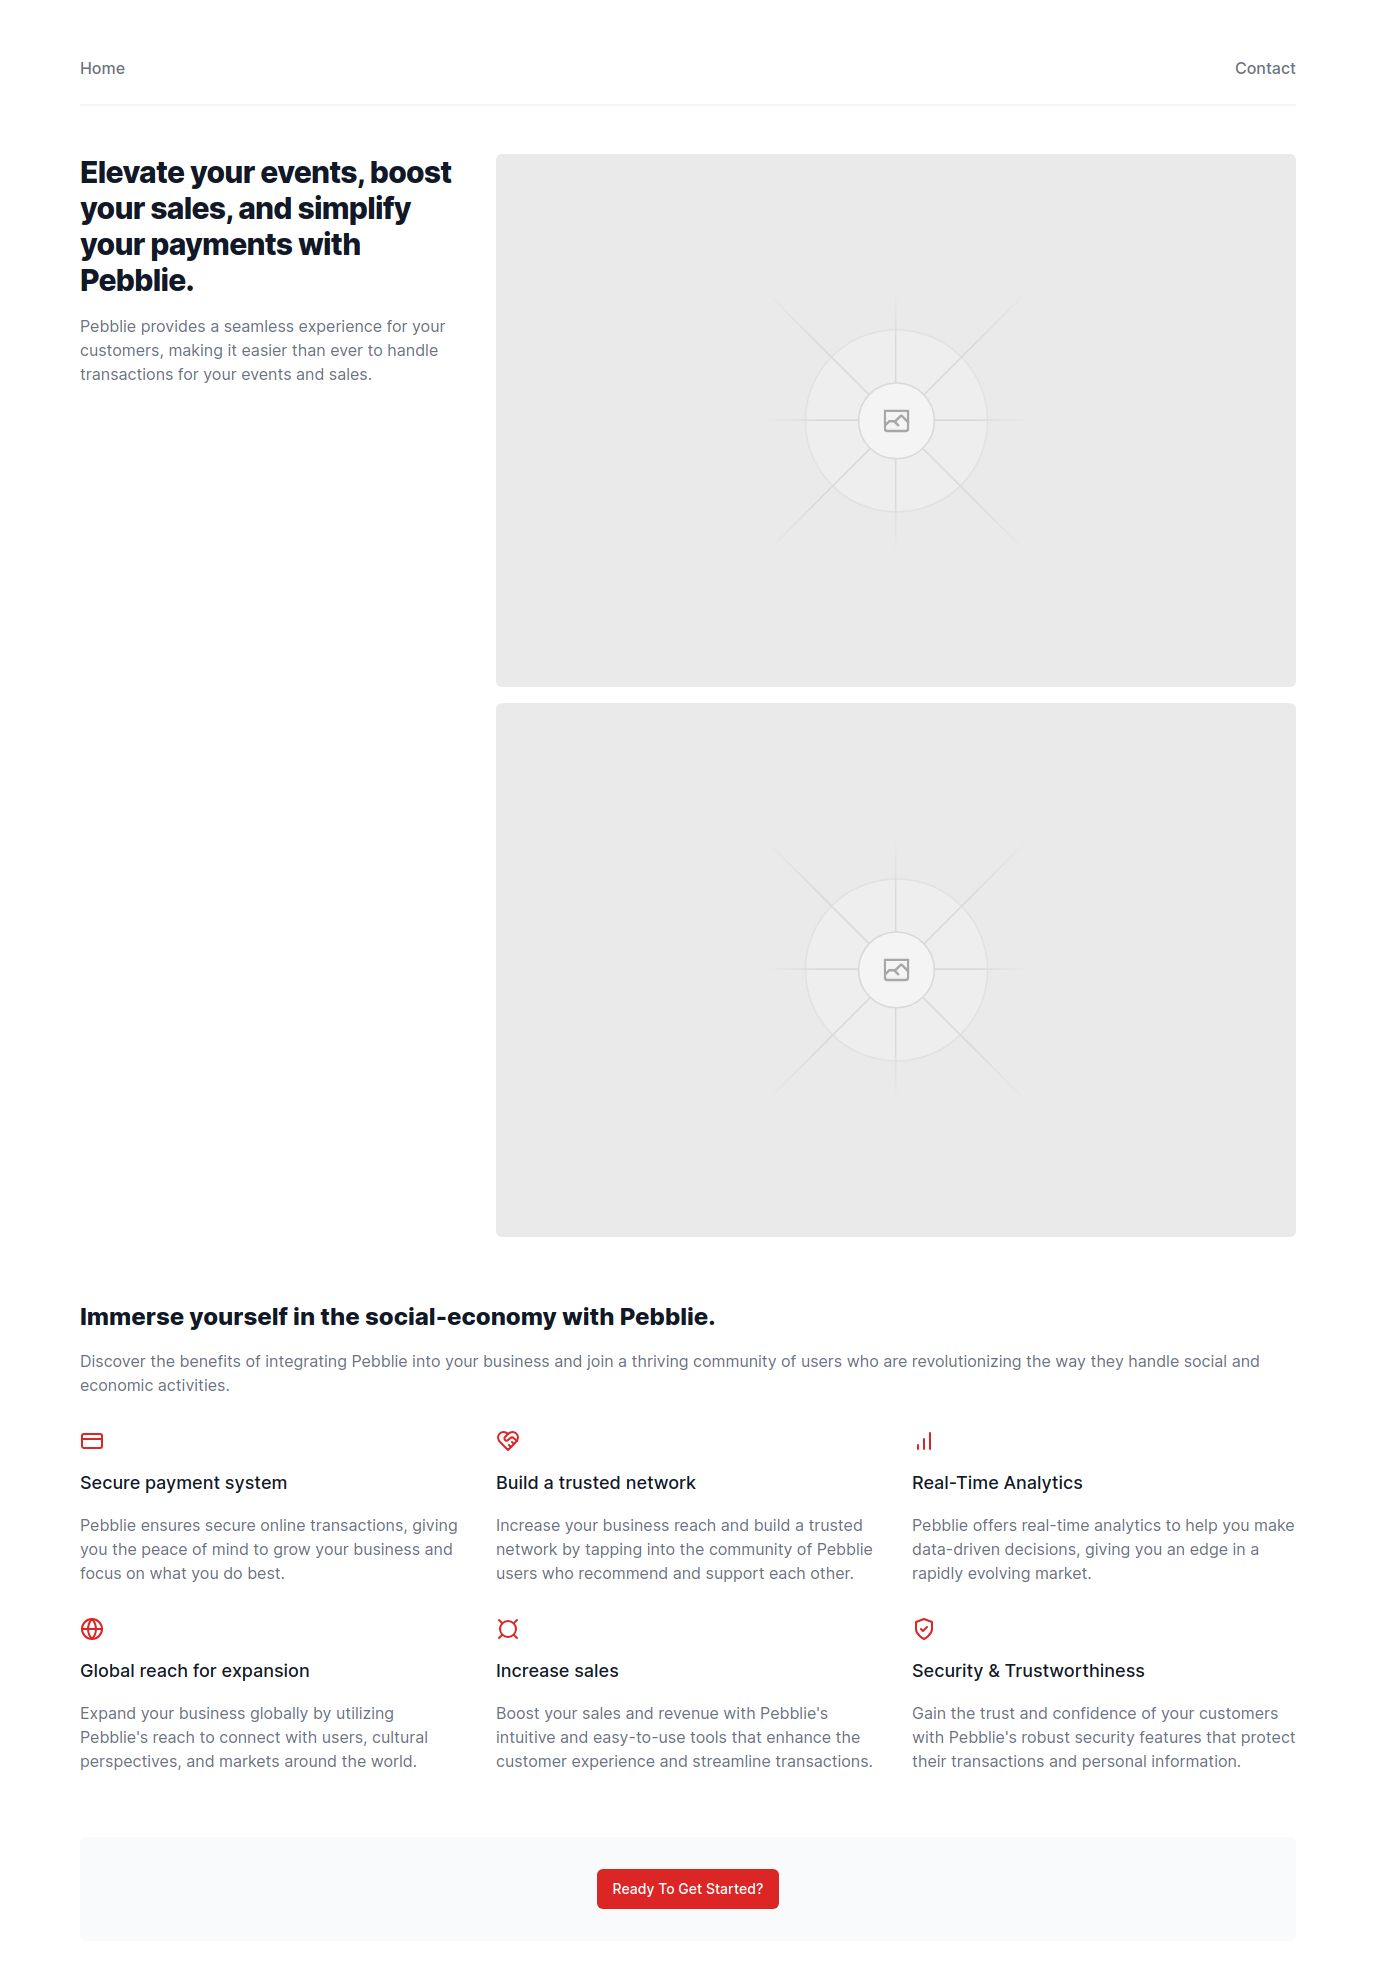 Home
Contact
Elevate your events, boost
your sales, and simplify
your payments with
Pebblie.
Pebblie provides a seamless experience for your
customers, making it easier than ever to handle
transactions for your events and sales.
Immerse yourself in the social-economy with Pebblie.
Discover the benefits of integrating Pebblie into your business and join a thriving community of users who are revolutionizing the way they handle social and
economic activities.
Secure payment system
Pebblie ensures secure online transactions, giving
you the peace of mind to grow your business and
focus on what you do best.
Build a trusted network
Increase your business reach and build a trusted
network by tapping into the community of Pebblie
users who recommend and support each other.
Real-Time Analytics
Pebblie offers real-time analytics to help you make
data-driven decisions, giving you an edge in a
rapidly evolving market.
Global reach for expansion
Expand your business globally by utilizing
Pebblie's reach to connect with users, cultural
perspectives, and markets around the world.
Increase sales
Boost your sales and revenue with Pebblie's
intuitive and easy-to-use tools that enhance the
customer experience and streamline transactions.
Security & Trustworthiness
Gain the trust and confidence of your customers
with Pebblie's robust security features that protect
their transactions and personal information.
Ready To Get Started?